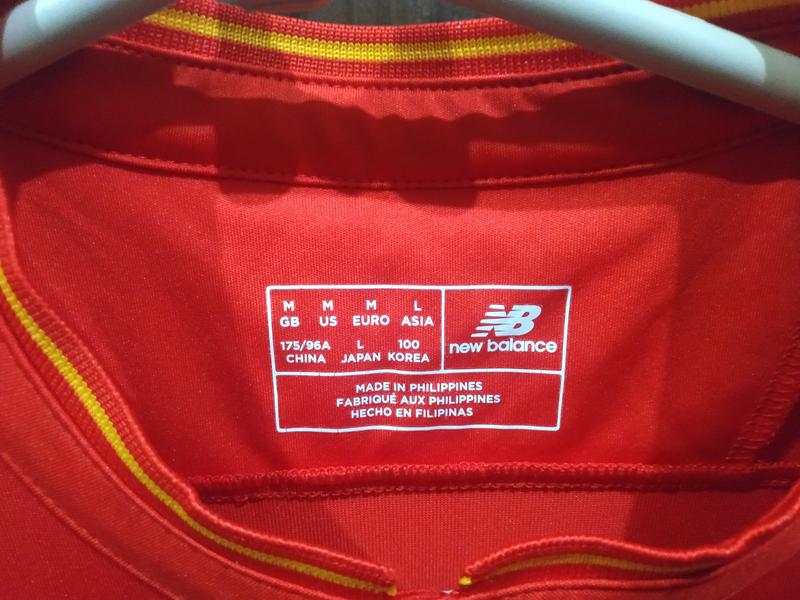 M M M L
GB US EURO ASIA
175/96A L 100
CHINA JAPAN KOREA
NB
new balance
MADE IN PHILIPPINES
FABRIQUÉ AUX PHILIPPINES
HECHO EN FILIPINAS